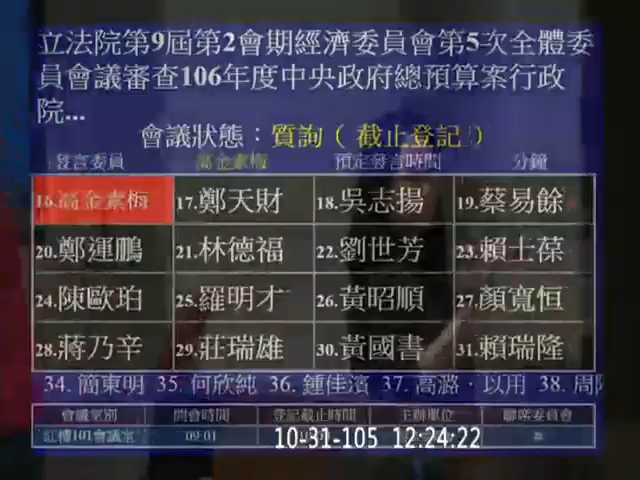 立法院第9屆第2會期經濟委員會第5次全體委
員會議審查106年度中央政府總預算案行政
院...
會議狀態：質詢（截止登記）
發言委員 高金素梅 預定發言時間 分鐘
16.高金素梅 17.鄭天財 18.吳志揚 19.蔡易餘
20.鄭運鵬 21.林德福 22.劉世芳 23.賴士葆
24.陳歐珀 25.羅明才 26.黃昭順 27.顏寬恒
28.蔣乃辛 29.莊瑞雄 30.黃國書 31.賴瑞隆
34. 簡東明 35. 何欣純 36. 鍾佳濱 37. 高潞．以用 38. 周陳
會議室別 開會時間 登記截止時間 主辦單位 聯席委員會
紅樓101會議室 09:01
10-31-105 12:24:22